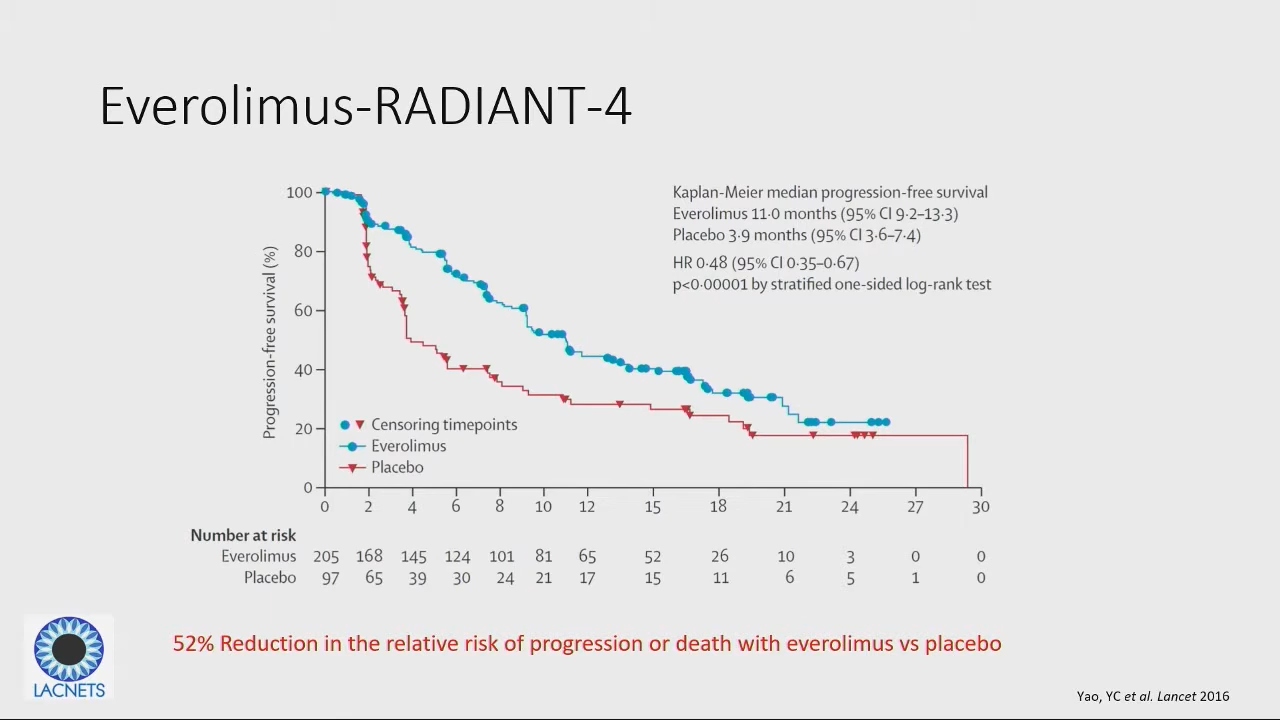 Everolimus-RADIANT-4
Kaplan-Meier median progression-free survival
Everolimus 11·0 months (95% CI 9·2–13·3)
Placebo 3·9 months (95% CI 3·6–7·4)
HR 0·48 (95% CI 0·35–0·67)
p<0·00001 by stratified one-sided log-rank test
Progression-free survival (%)
100
80
60
40
20
0
Censoring timepoints
Everolimus
Placebo
0 2 4 6 8 10 12 15 18 21 24 27 30
Number at risk
Everolimus 205 168 145 124 101 81 65 52 26 10 3 0 0
Placebo 97 65 39 30 24 21 17 15 11 6 5 1 0
52% Reduction in the relative risk of progression or death with everolimus vs placebo
LACNETS
Yao, YC et al. Lancet 2016